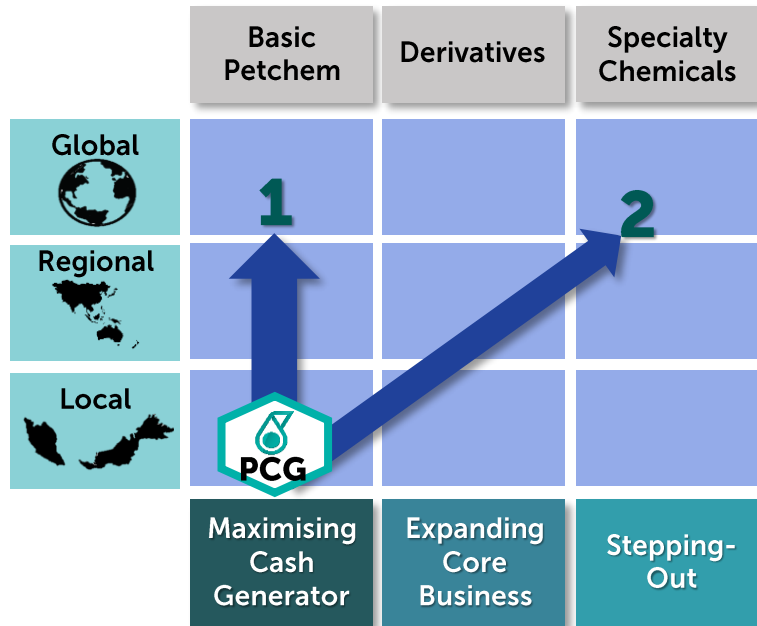 Basic
Petchem
Derivatives
Specialty
Chemicals
Global
1
2
Regional
Local
PCG
Maximising
Cash
Generator
Expanding
Core
Business
Stepping-
Out